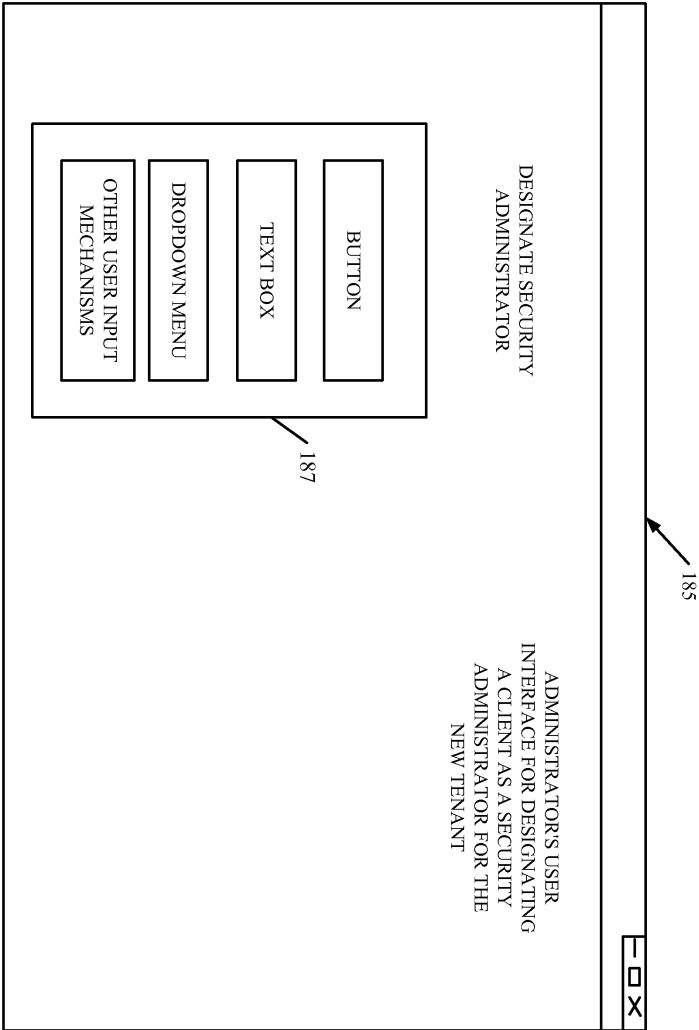 185
DESIGNATE SECURITY
ADMINISTRATOR
ADMINISTRATOR'S USER
INTERFACE FOR DESIGNATING
A CLIENT AS A SECURITY
ADMINISTRATOR FOR THE
NEW TENANT
BUTTON
TEXT BOX
DROPDOWN MENU
OTHER USER INPUT
MECHANISMS
187